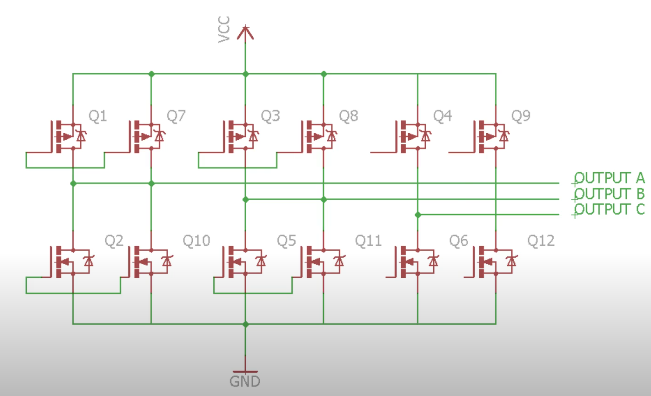 VCC
Q1 Q7 Q3 Q8 Q4 Q9
OUTPUT A
OUTPUT B
OUTPUT C
Q2 Q10 Q5 Q11 Q6 Q12
GND